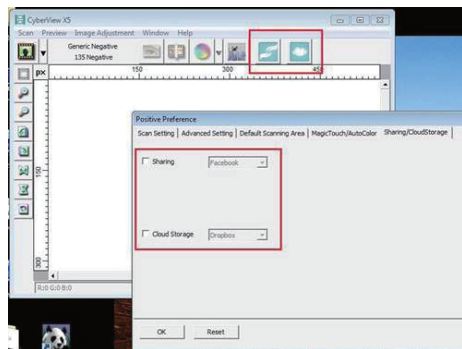 CyberView X5
Scan Preview Image Adjustment Window Help
Generic Negative
135 Negative
px
150 300 450
150
300
R:0 G:0 B:0
Positive Preference
Scan Setting Advanced Setting Default Scanning Area MagicTouch/AutoColor Sharing/CloudStorage
Sharing Facebook
Cloud Storage Dropbox
OK Reset